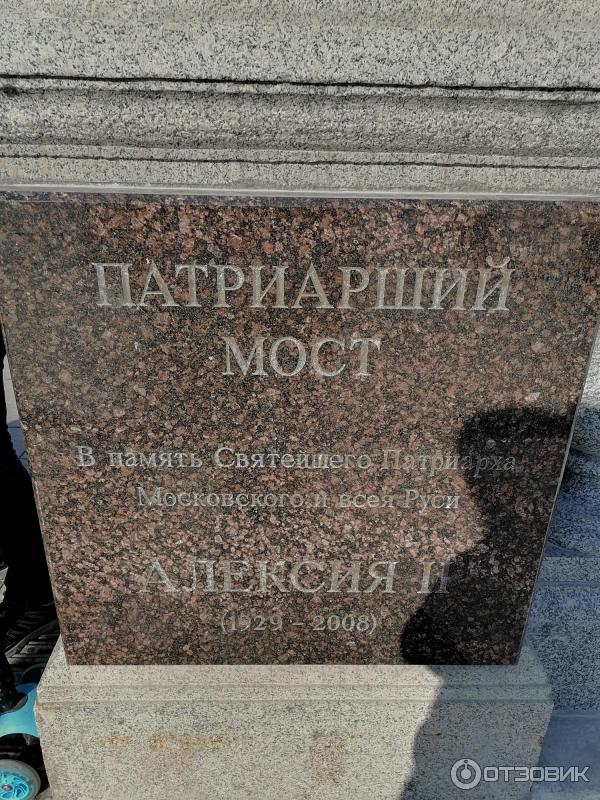 ПАТРИАРШИЙ
МОСТ
В память Святейшего Патриарха
Московского и всея Руси
АЛЕКСИЯ II
(1929 - 2008)
ОТЗОВИК